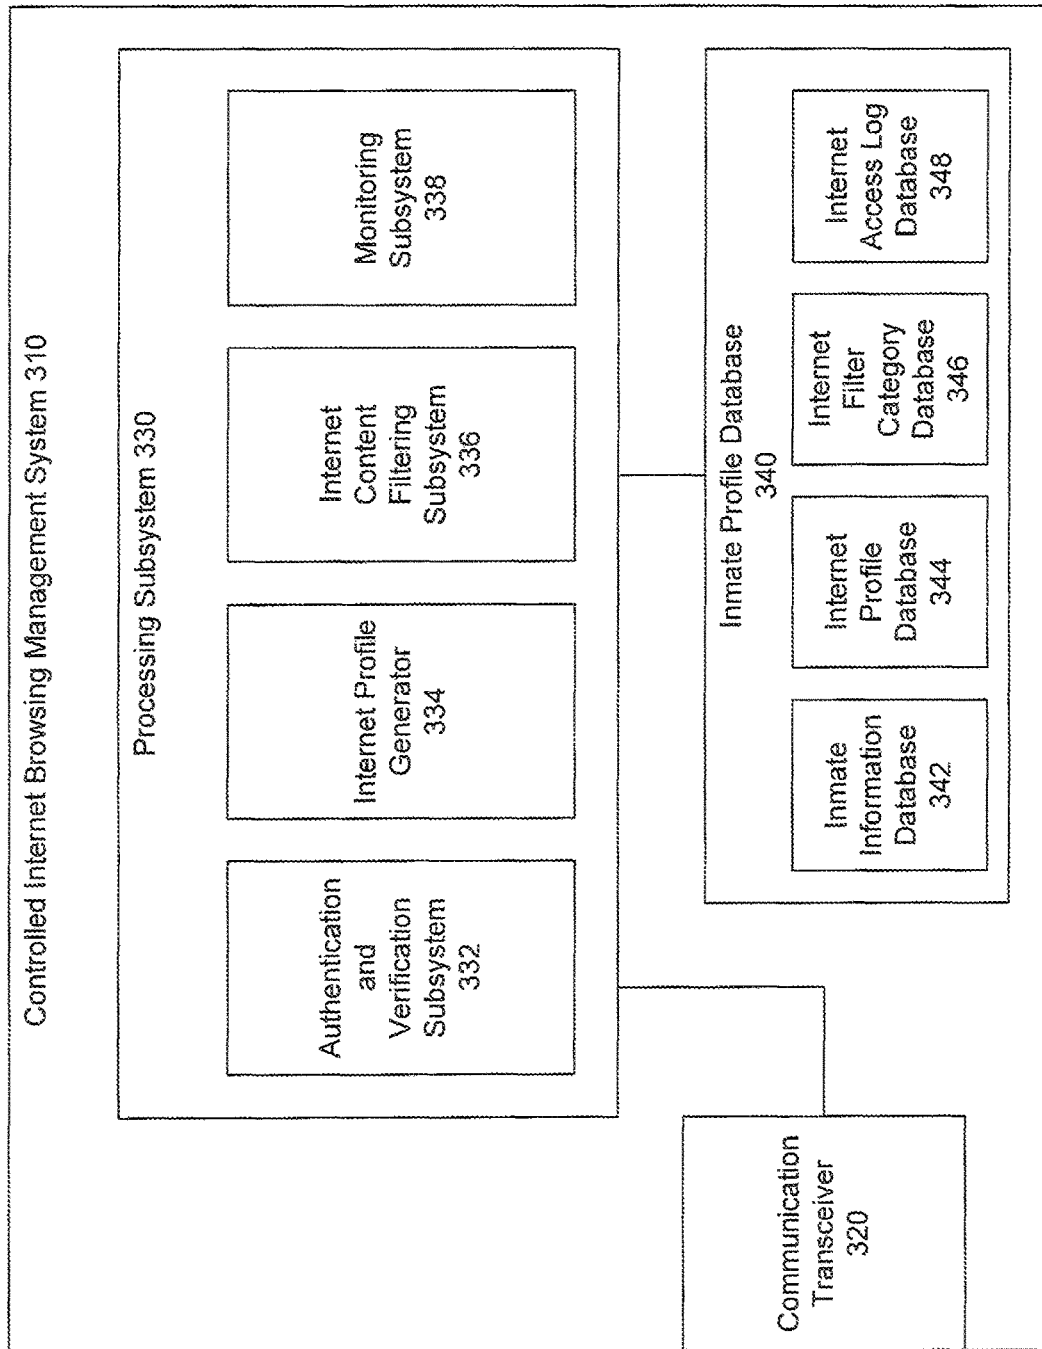 Controlled Internet Browsing Management System 310
Processing Subsystem 330
Authentication
and
Verification
Subsystem
332
Internet Profile
Generator
334
Internet
Content
Filtering
Subsystem
336
Monitoring
Subsystem
338
Communication
Transceiver
320
Inmate Profile Database
340
Inmate
Information
Database
342
Internet
Profile
Database
344
Internet
Filter
Category
Database
346
Internet
Access Log
Database
348